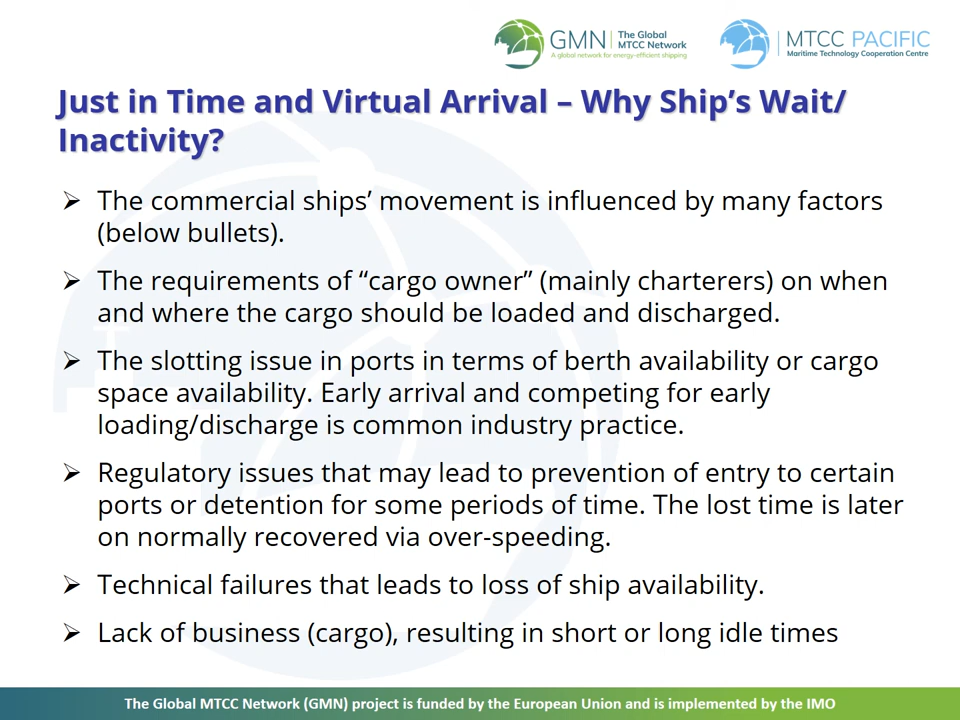 GMN | The Global
MTCC Network
A global network for energy-efficient shipping
MTCC PACIFIC
Maritime Technology Cooperation Centre
Just in Time and Virtual Arrival – Why Ship’s Wait/
Inactivity?
➢ The commercial ships’ movement is influenced by many factors
(below bullets).
➢ The requirements of “cargo owner” (mainly charterers) on when
and where the cargo should be loaded and discharged.
➢ The slotting issue in ports in terms of berth availability or cargo
space availability. Early arrival and competing for early
loading/discharge is common industry practice.
➢ Regulatory issues that may lead to prevention of entry to certain
ports or detention for some periods of time. The lost time is later
on normally recovered via over-speeding.
➢ Technical failures that leads to loss of ship availability.
➢ Lack of business (cargo), resulting in short or long idle times
The Global MTCC Network (GMN) project is funded by the European Union and is implemented by the IMO